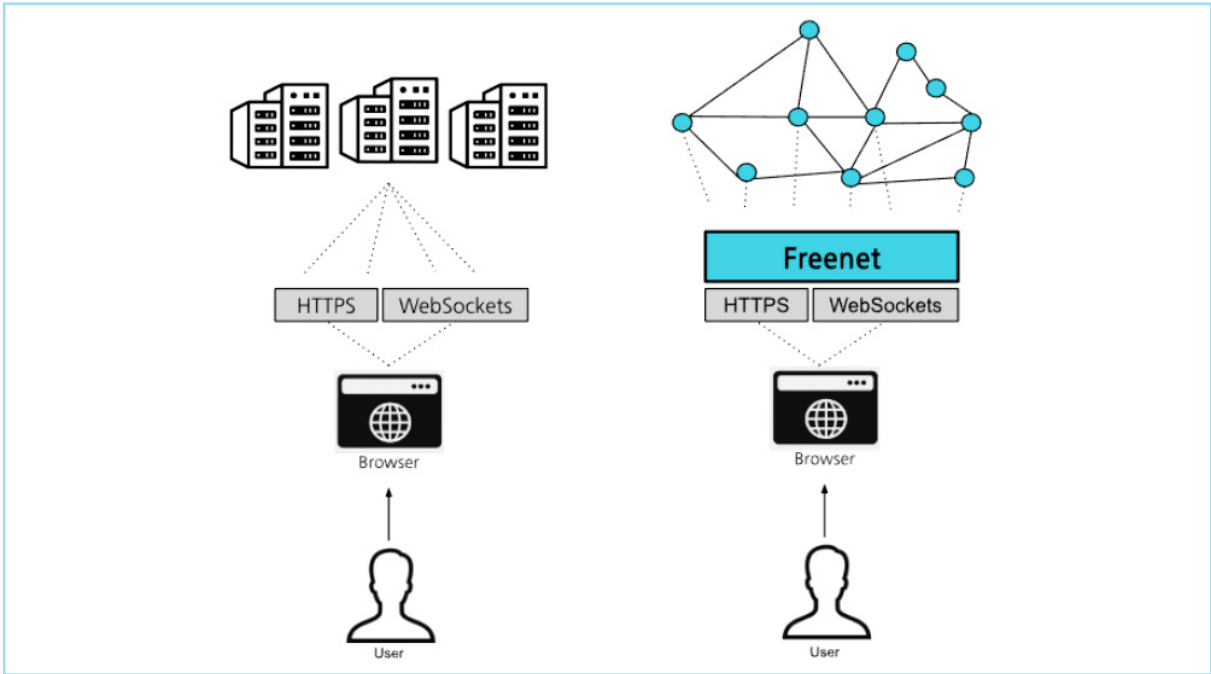 HTTPS WebSockets
Browser
User
Freenet
HTTPS WebSockets
Browser
User